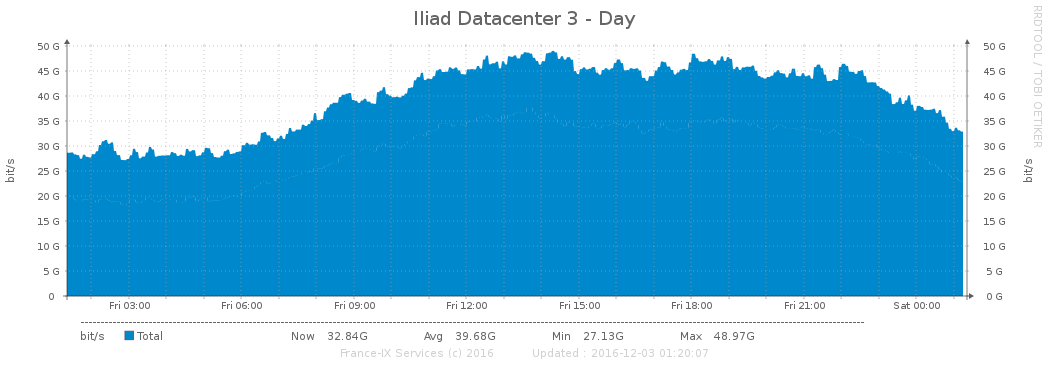 Iliad Datacenter 3 - Day
RRDTOOL / TOBI OETIKER
bit/s
bit/s
50 G 50 G
45 G 45 G
40 G 40 G
35 G 35 G
30 G 30 G
25 G 25 G
20 G 20 G
15 G 15 G
10 G 10 G
5 G 5 G
0 0 G
Fri 03:00 Fri 06:00 Fri 09:00 Fri 12:00 Fri 15:00 Fri 18:00 Fri 21:00 Sat 00:00
bit/s Total Now 32.84G Avg 39.68G Min 27.13G Max 48.97G
France-IX Services (c) 2016 Updated : 2016-12-03 01:20:07